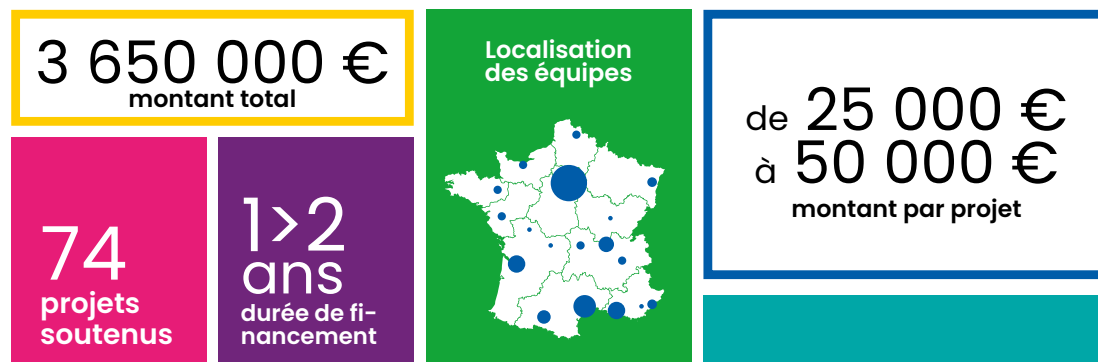 3 650 000 €
montant total
74
projets
soutenus
1>2
ans
durée de fi-
nancement
Localisation
des équipes
de 25 000 €
à 50 000 €
montant par projet